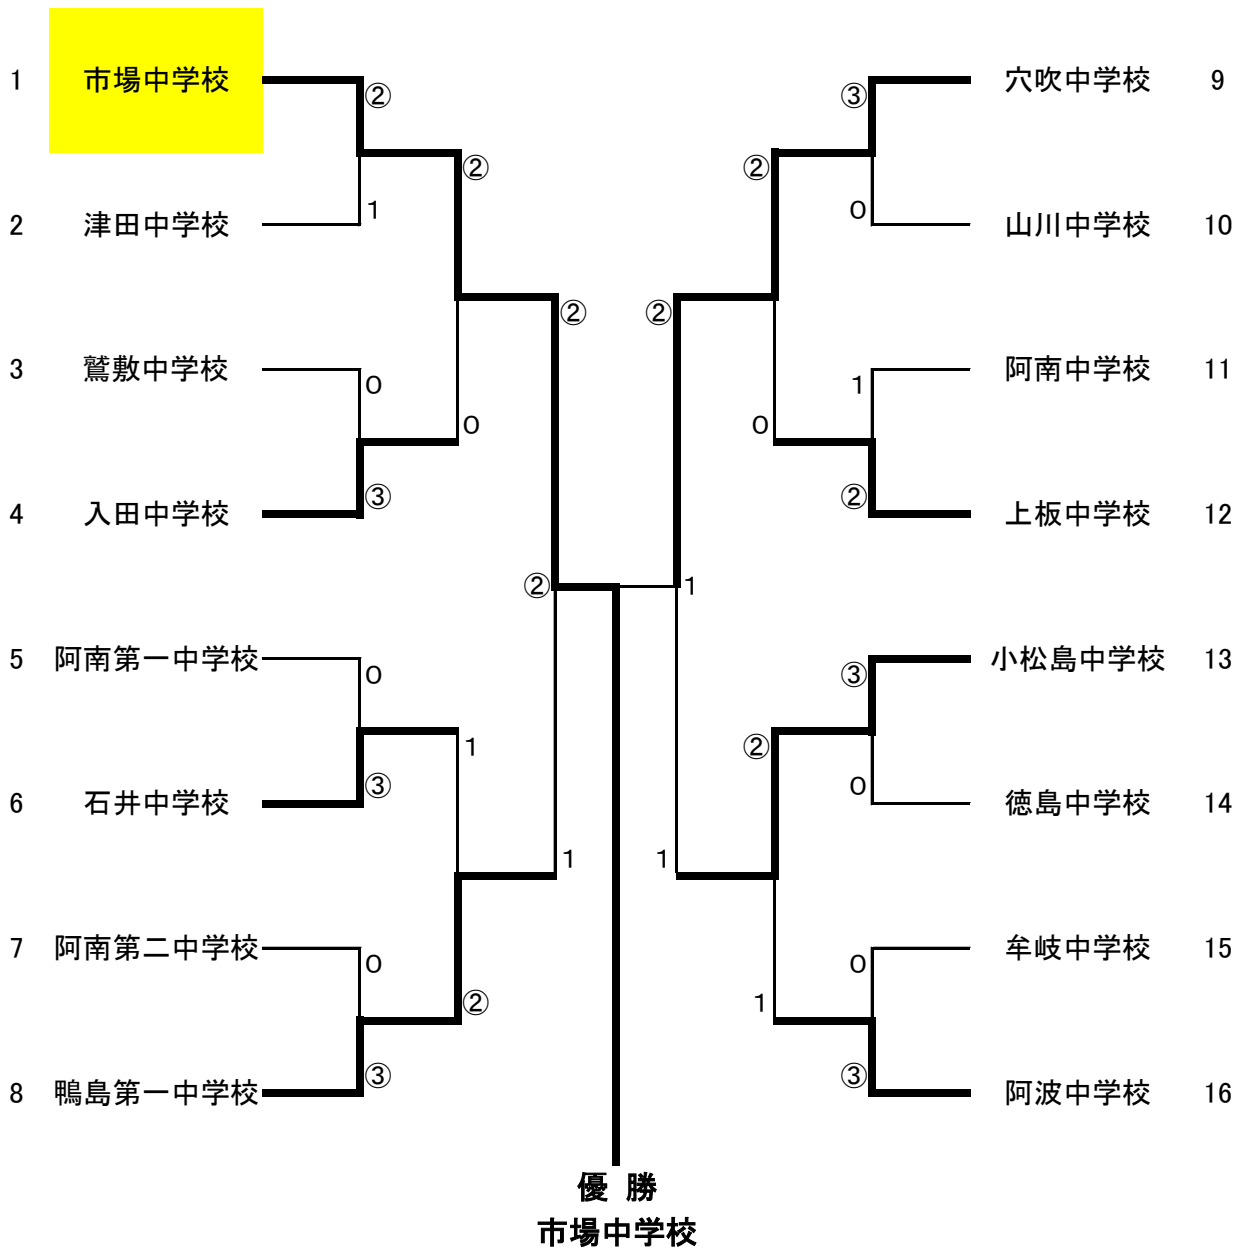 1 市場中学校 ② ③ 穴吹中学校 9
② ②
2 津田中学校 1 0 山川中学校 10
② ②
3 鷲敷中学校 0 1 阿南中学校 11
0 0
4 入田中学校 ③ ② 上板中学校 12
② 1
5 阿南第一中学校 0 ③ 小松島中学校 13
1 ②
6 石井中学校 ③ 0 徳島中学校 14
1 1
7 阿南第二中学校 0 0 牟岐中学校 15
② 1
8 鴨島第一中学校 ③ ③ 阿波中学校 16
優 勝
市場中学校